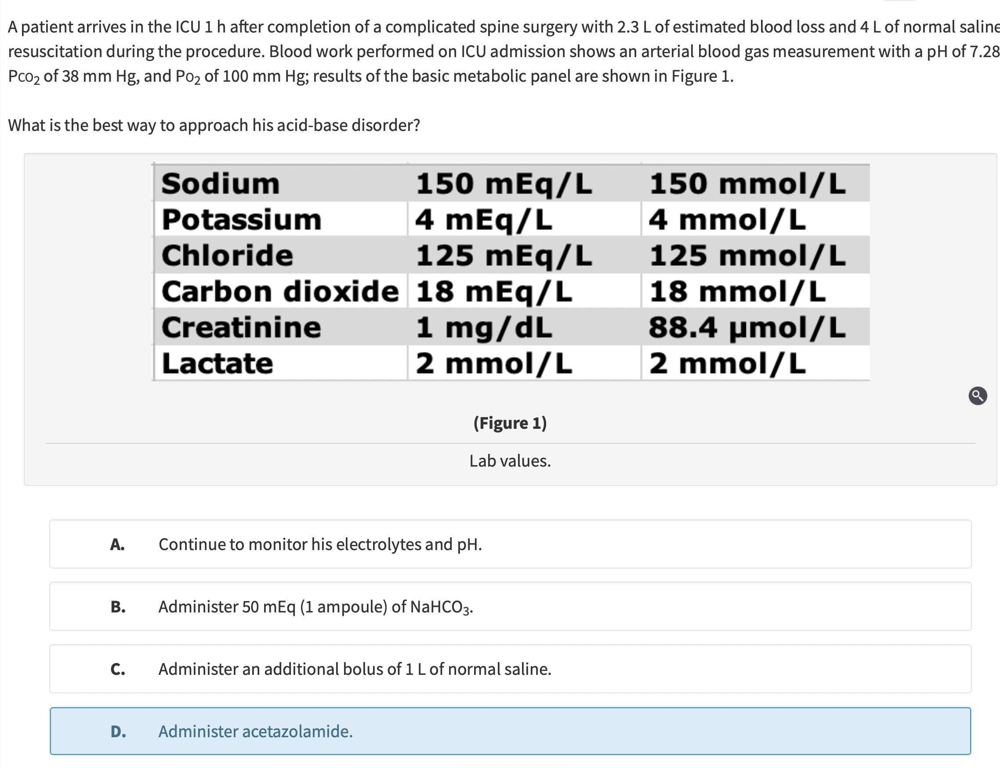 A patient arrives in the ICU 1 h after completion of a complicated spine surgery with 2.3 L of estimated blood loss and 4 L of normal saline
resuscitation during the procedure. Blood work performed on ICU admission shows an arterial blood gas measurement with a pH of 7.28
Pco₂ of 38 mm Hg, and Po₂ of 100 mm Hg; results of the basic metabolic panel are shown in Figure 1.
What is the best way to approach his acid-base disorder?
Sodium 150 mEq/L 150 mmol/L
Potassium 4 mEq/L 4 mmol/L
Chloride 125 mEq/L 125 mmol/L
Carbon dioxide 18 mEq/L 18 mmol/L
Creatinine 1 mg/dL 88.4 μmol/L
Lactate 2 mmol/L 2 mmol/L
(Figure 1)
Lab values.
A. Continue to monitor his electrolytes and pH.
B. Administer 50 mEq (1 ampoule) of NaHCO₃.
C. Administer an additional bolus of 1 L of normal saline.
D. Administer acetazolamide.